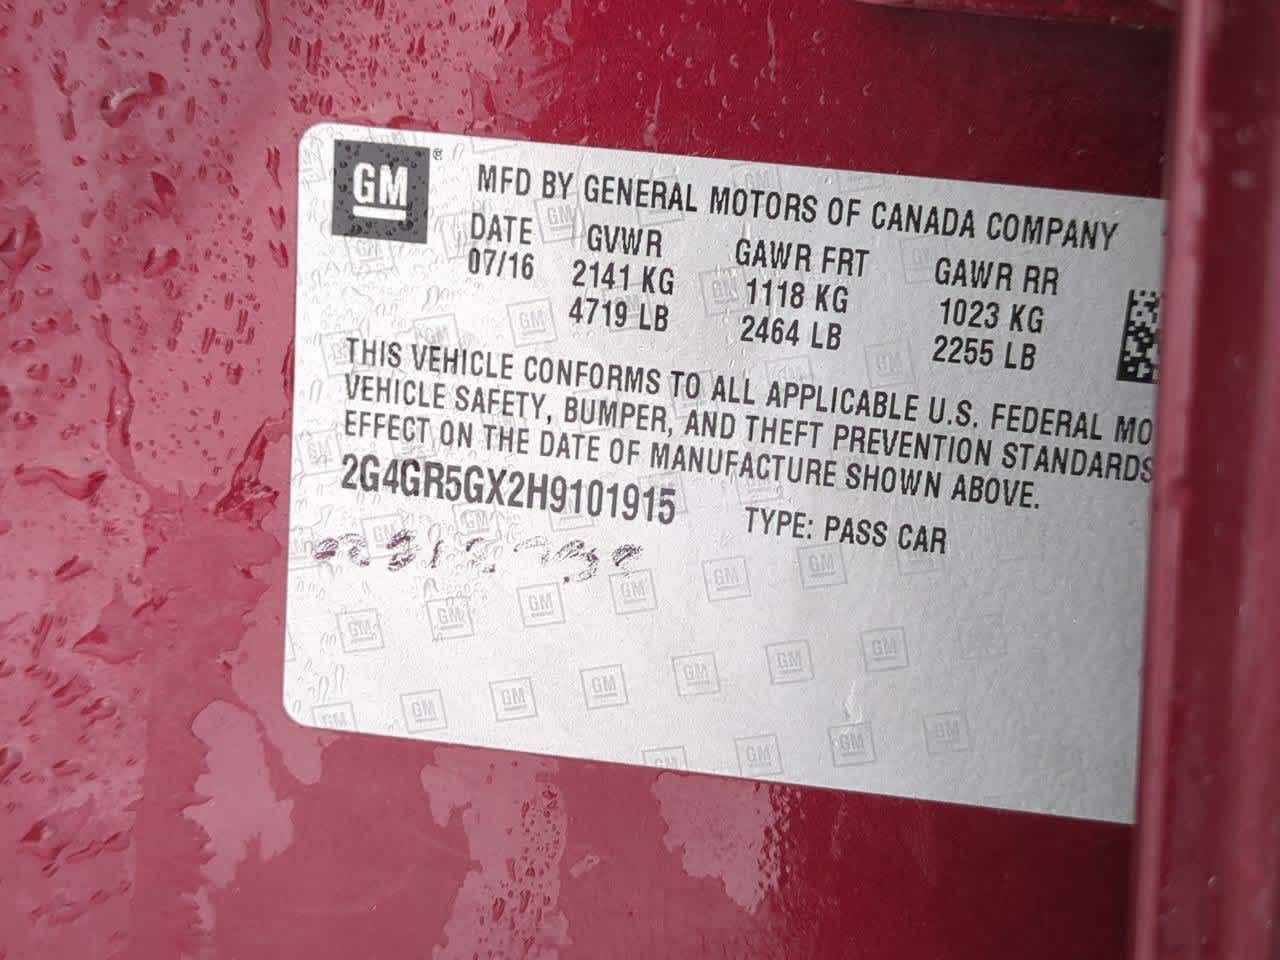 GM®
MFD BY GENERAL MOTORS OF CANADA COMPANY
DATE GVWR GAWR FRT GAWR RR
07/16 2141 KG 1118 KG 1023 KG
4719 LB 2464 LB 2255 LB
THIS VEHICLE CONFORMS TO ALL APPLICABLE U.S. FEDERAL MO
VEHICLE SAFETY, BUMPER, AND THEFT PREVENTION STANDARDS
EFFECT ON THE DATE OF MANUFACTURE SHOWN ABOVE.
2G4GR5GX2H9101915 TYPE: PASS CAR